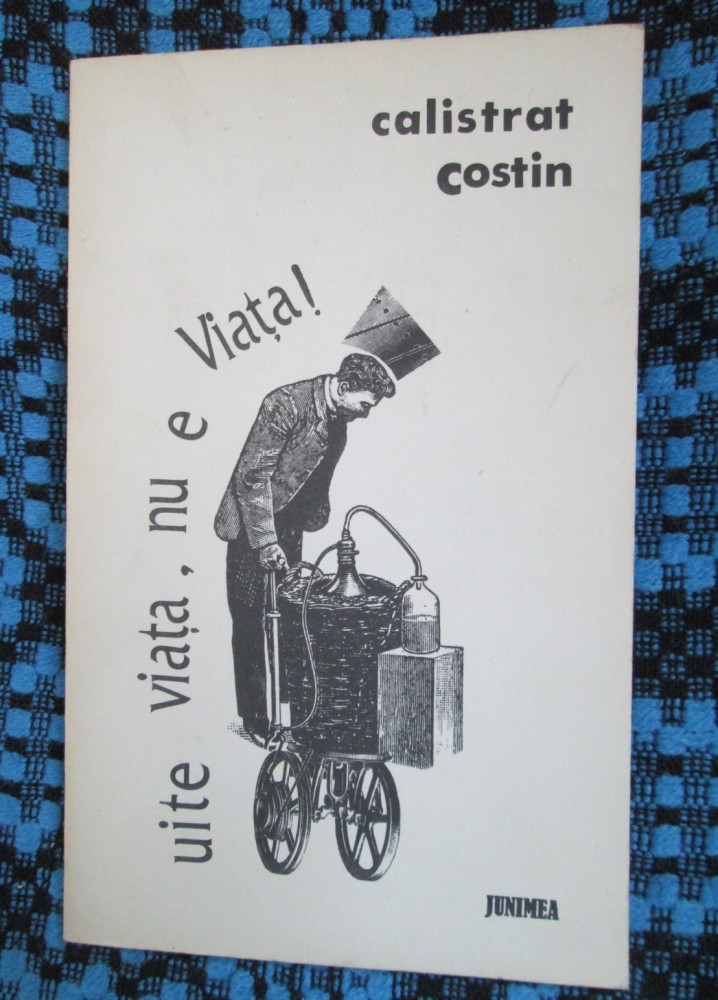 calistrat
costin
uite viața, nu e Viața!
JUNIMEA